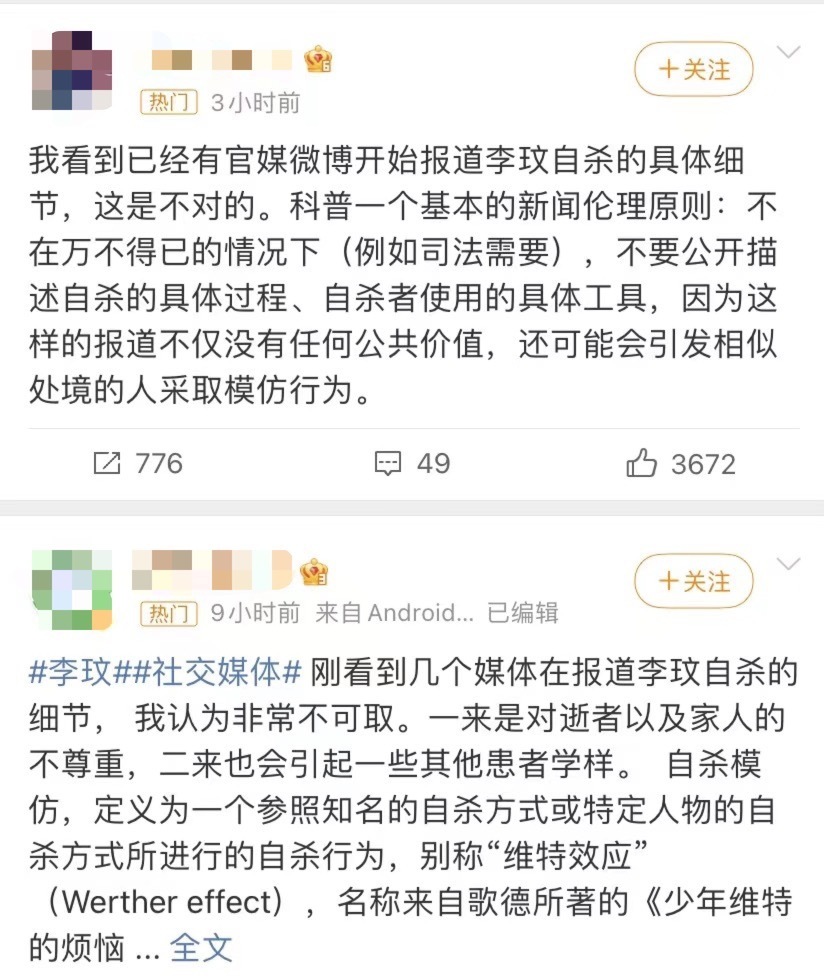 +关注
热门 3小时前
我看到已经有官媒微博开始报道李玟自杀的具体细
节，这是不对的。科普一个基本的新闻伦理原则：不
在万不得已的情况下（例如司法需要），不要公开描
述自杀的具体过程、自杀者使用的具体工具，因为这
样的报道不仅没有任何公共价值，还可能会引发相似
处境的人采取模仿行为。
776 49 3672
+关注
热门 9小时前 来自Android... 已编辑
#李玟##社交媒体# 刚看到几个媒体在报道李玟自杀的
细节， 我认为非常不可取。一来是对逝者以及家人的
不尊重，二来也会引起一些其他患者学样。 自杀模
仿，定义为一个参照知名的自杀方式或特定人物的自
杀方式所进行的自杀行为，别称“维特效应”
（Werther effect），名称来自歌德所著的《少年维特
的烦恼 ... 全文